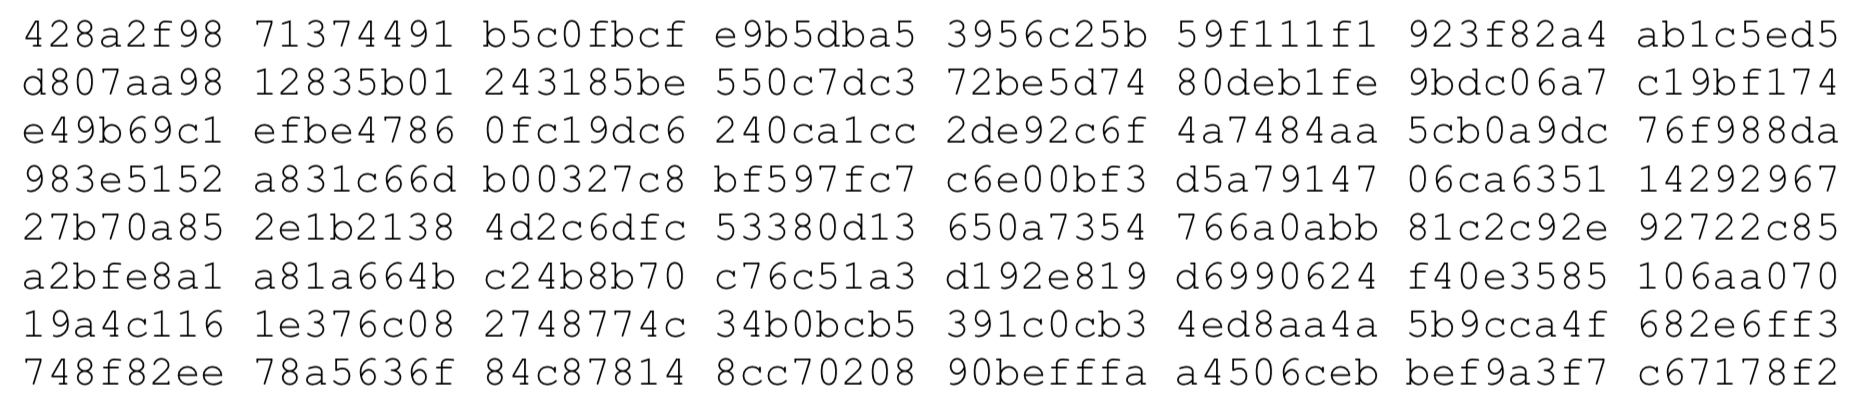 428a2f98 71374491 b5c0fbcf e9b5dba5 3956c25b 59f111f1 923f82a4 ab1c5ed5
d807aa98 12835b01 243185be 550c7dc3 72be5d74 80deb1fe 9bdc06a7 c19bf174
e49b69c1 efbe4786 0fc19dc6 240ca1cc 2de92c6f 4a7484aa 5cb0a9dc 76f988da
983e5152 a831c66d b00327c8 bf597fc7 c6e00bf3 d5a79147 06ca6351 14292967
27b70a85 2e1b2138 4d2c6dfc 53380d13 650a7354 766a0abb 81c2c92e 92722c85
a2bfe8a1 a81a664b c24b8b70 c76c51a3 d192e819 d6990624 f40e3585 106aa070
19a4c116 1e376c08 2748774c 34b0bcb5 391c0cb3 4ed8aa4a 5b9cca4f 682e6ff3
748f82ee 78a5636f 84c87814 8cc70208 90befffa a4506ceb bef9a3f7 c67178f2